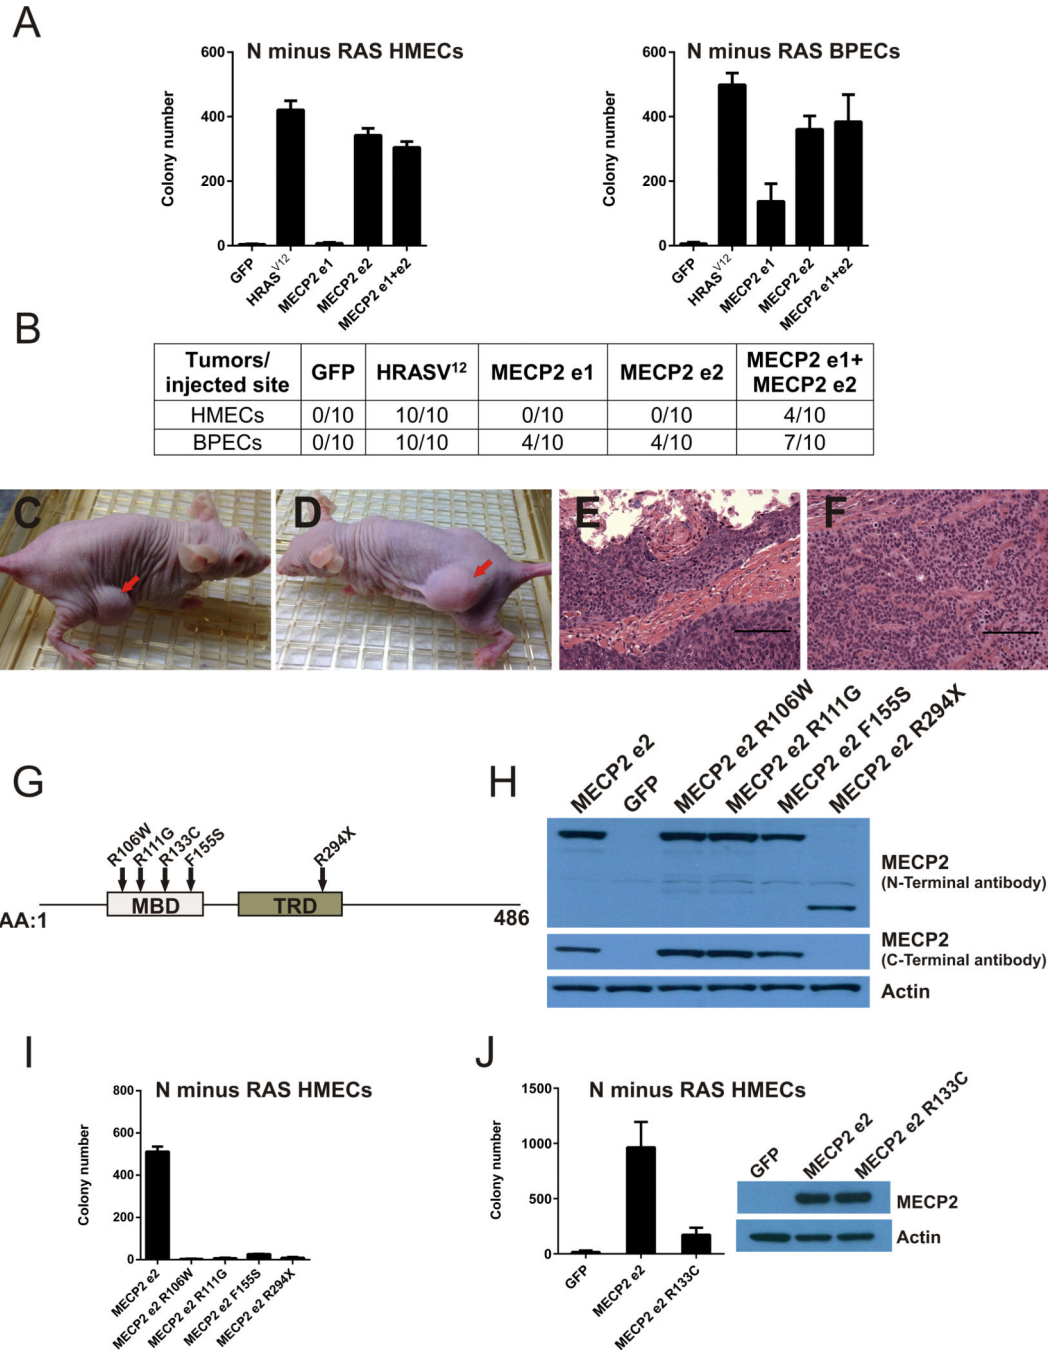 A
N minus RAS HMECs
Colony number
600
400
200
0
GFP
HRASV12
MECP2 e1
MECP2 e2
MECP2 e1+e2
N minus RAS BPECs
Colony number
600
400
200
0
GFP
HRASV12
MECP2 e1
MECP2 e2
MECP2 e1+e2
B
Tumors/ injected site GFP HRASV12 MECP2 e1 MECP2 e2 MECP2 e1+ MECP2 e2
HMECs 0/10 10/10 0/10 0/10 4/10
BPECs 0/10 10/10 4/10 4/10 7/10
C
D
E
F
G
R106W
R111G
R133C
F155S
R294X
MBD
TRD
AA:1
486
H
MECP2 e2
GFP
MECP2 e2 R106W
MECP2 e2 R111G
MECP2 e2 F155S
MECP2 e2 R294X
MECP2
(N-Terminal antibody)
MECP2
(C-Terminal antibody)
Actin
I
N minus RAS HMECs
Colony number
800
600
400
200
0
MECP2 e2
MECP2 e2 R106W
MECP2 e2 R111G
MECP2 e2 F155S
MECP2 e2 R294X
J
N minus RAS HMECs
Colony number
1500
1000
500
0
GFP
MECP2 e2
MECP2 e2 R133C
GFP
MECP2 e2
MECP2 e2 R133C
MECP2
Actin